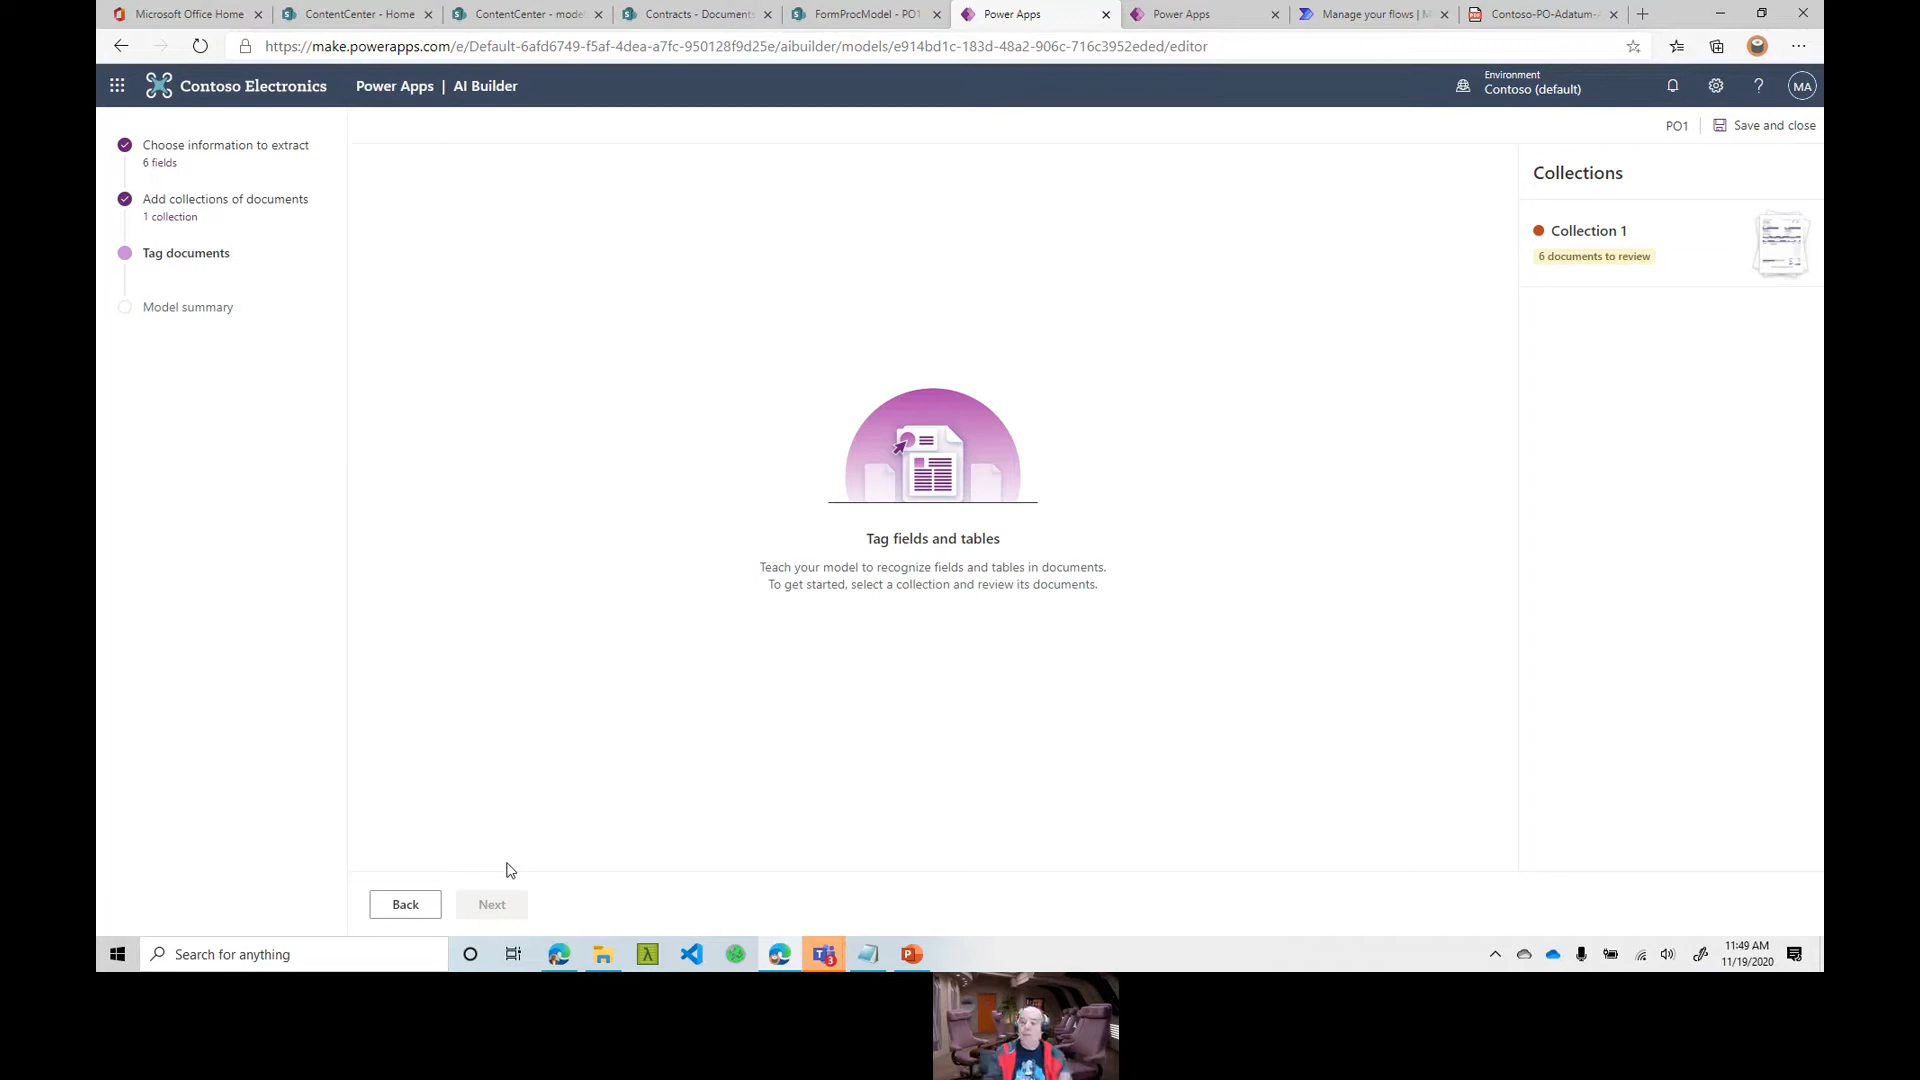 Microsoft Office Home
ContentCenter - Home
ContentCenter - mode
Contracts - Document
FormProcModel - PO1
Power Apps
Power Apps
Manage your flows | M
Contoso-PO-Adatum-
https://make.powerapps.com/e/Default-6afd6749-f5af-4dea-a7fc-950128f9d25e/aibuilder/models/e914bd1c-183d-48a2-906c-716c3952eded/editor
Contoso Electronics
Power Apps | AI Builder
Environment
Contoso (default)
?
MA
PO1
Save and close
Choose information to extract
6 fields
Add collections of documents
1 collection
Tag documents
Model summary
Collections
Collection 1
6 documents to review
Tag fields and tables
Teach your model to recognize fields and tables in documents.
To get started, select a collection and review its documents.
Back
Next
Search for anything
11:49 AM
11/19/2020